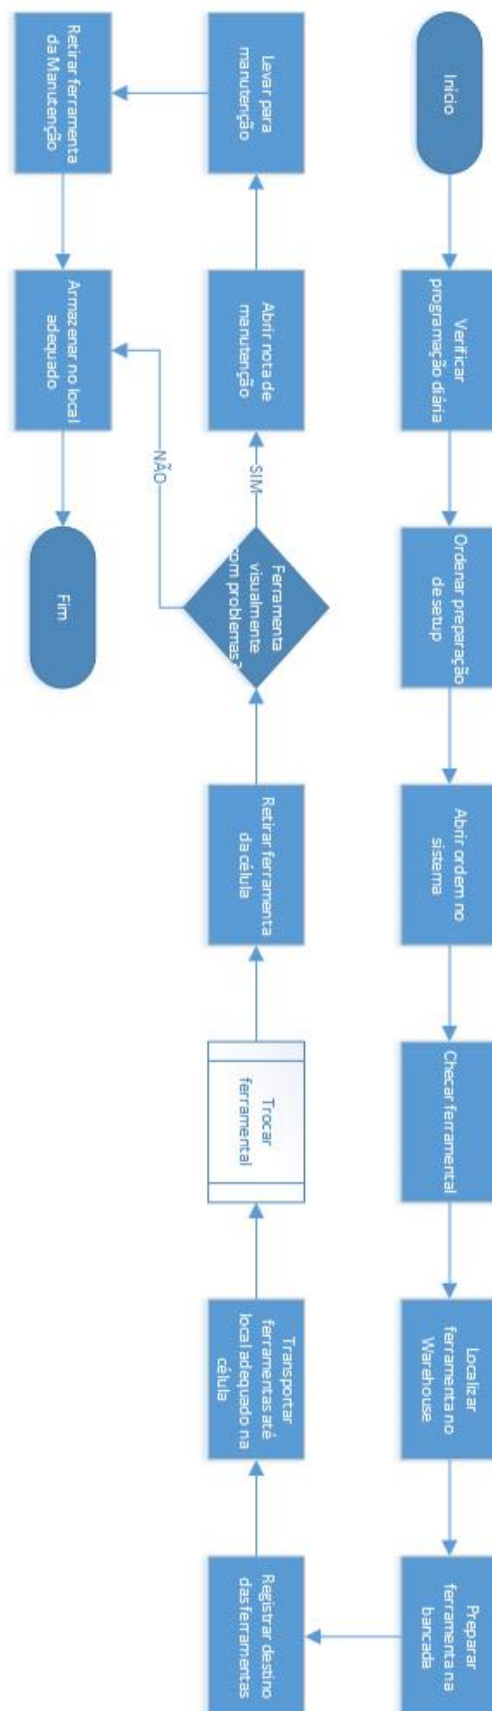 Início
Verificar
programação diária
Ordenar preparação
de setup
Abrir ordem no
sistema
Checar ferramental
Localizar
ferramenta no
Warehouse
Preparar
ferramenta na
bancada
Registrar destino
das ferramentas
Transportar
ferramentas até
local adequado na
célula
Trocar
ferramental
Retirar ferramenta
da célula
Ferramenta
visualmente
com problemas?
SIM
NÃO
Abrir nota de
manutenção
Levar para
manutenção
Retirar ferramenta
da Manutenção
Armazenar no local
adequado
Fim